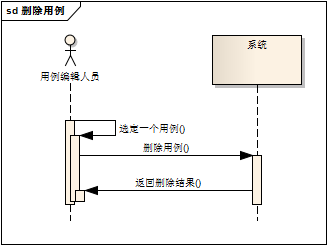 sd 删除用例
用例编辑人员
系统
选定一个用例()
删除用例()
返回删除结果()